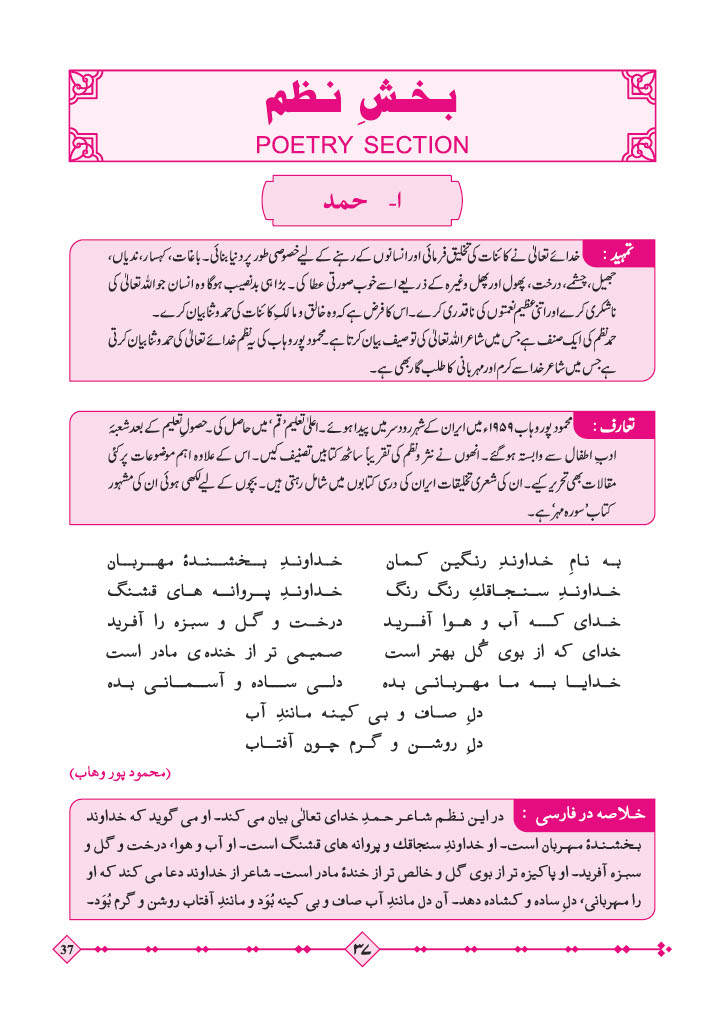 بخشِ نظم
POETRY SECTION
۱۔ حمد
تمہید : خدائے تعالیٰ نے کائنات کی تخلیق فرمائی اور انسانوں کے رہنے کے لیے خصوصی طور پر دنیا بنائی۔ باغات، کہسار، ندیاں،
جھیل، چشمے، درخت، پھول اور پھل وغیرہ کے ذریعے اسے خوب صورتی عطا کی۔ بڑا ہی بدنصیب ہوگا وہ انسان جو اللہ تعالیٰ کی
ناشکری کرے اور اتنی عظیم نعمتوں کی ناقدری کرے۔ اس کا فرض ہے کہ وہ خالق و مالکِ کائنات کی حمد و ثنا بیان کرے۔
حمد نظم کی ایک صنف ہے جس میں شاعر اللہ تعالیٰ کی توصیف بیان کرتا ہے۔ محمود پور وہاب کی یہ نظم خدائے تعالیٰ کی حمد و ثنا بیان کرتی
ہے جس میں شاعر خدا سے کرم اور مہربانی کا طلب گار بھی ہے۔
تعارف : محمود پور وہاب ۱۹۵۹ء میں ایران کے شہر رودسر میں پیدا ہوئے۔ اعلیٰ تعلیم 'قم' میں حاصل کی۔ حصولِ تعلیم کے بعد شعبۂ
ادبِ اطفال سے وابستہ ہوگئے۔ انھوں نے نثر و نظم کی تقریباً ساٹھ کتابیں تصنیف کیں۔ اس کے علاوہ اہم موضوعات پر کئی
مقالات بھی تحریر کیے۔ ان کی شعری تخلیقات ایران کی درسی کتابوں میں شامل رہتی ہیں۔ بچوں کے لیے لکھی ہوئی ان کی مشہور
کتاب 'سورہ مہر' ہے۔
به نامِ خداوندِ رنگین کمان خداوندِ بخشندهٔ مهربان
خداوندِ سنجاقك رنگ رنگ خداوندِ پروانه های قشنگ
خدای که آب و هوا آفرید درخت و گل و سبزه را آفرید
خدای که از بوی گُل بهتر است صمیمی تر از خنده ی مادر است
خدایا به ما مهربانی بده دلی ساده و آسمانی بده
دلِ صاف و بی کینه مانندِ آب
دلِ روشن و گرم چون آفتاب
(محمود پور وهاب)
خلاصه در فارسی : در این نظم شاعر حمدِ خدای تعالٰی بیان می کند۔ او می گوید که خداوند
بخشندهٔ مهربان است۔ او خداوندِ سنجاقك و پروانه های قشنگ است۔ او آب و هوا، درخت و گل و
سبزه آفرید۔ او پاکیزه تر از بوی گل و خالص تر از خندهٔ مادر است۔ شاعر از خداوند دعا می کند که او
را مهربانی، دلِ ساده و کشاده دهد۔ آن دل مانندِ آب صاف و بی کینه بُوَد و مانندِ آفتاب روشن و گرم بُوَد۔
37
۳۷